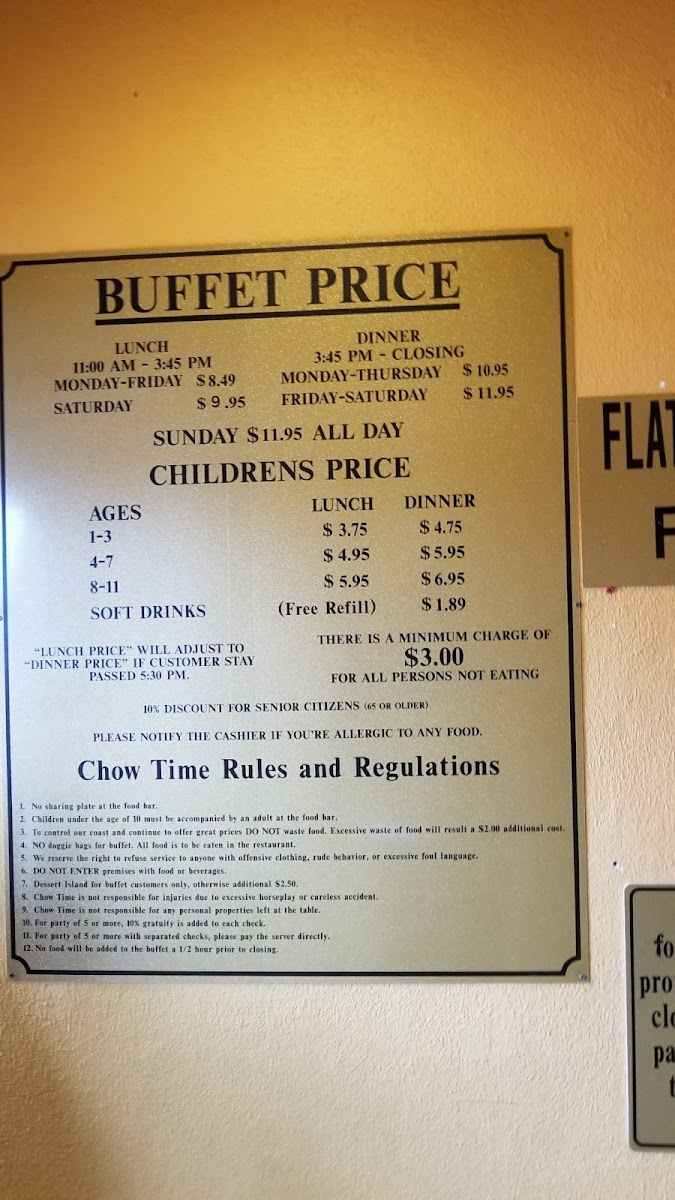 BUFFET PRICE
LUNCH
11:00 AM - 3:45 PM
MONDAY-FRIDAY $8.49
SATURDAY $9.95
DINNER
3:45 PM - CLOSING
MONDAY-THURSDAY $10.95
FRIDAY-SATURDAY $11.95
SUNDAY $11.95 ALL DAY
CHILDRENS PRICE
AGES LUNCH DINNER
1-3 $3.75 $4.75
4-7 $4.95 $5.95
8-11 $5.95 $6.95
SOFT DRINKS (Free Refill) $1.89
"LUNCH PRICE" WILL ADJUST TO
"DINNER PRICE" IF CUSTOMER STAY
PASSED 5:30 PM.
THERE IS A MINIMUM CHARGE OF
$3.00
FOR ALL PERSONS NOT EATING
10% DISCOUNT FOR SENIOR CITIZENS (65 OR OLDER)
PLEASE NOTIFY THE CASHIER IF YOU'RE ALLERGIC TO ANY FOOD.
Chow Time Rules and Regulations
1. No sharing plate at the food bar.
2. Children under the age of 10 must be accompanied by an adult at the food bar.
3. To control our coast and continue to offer great prices DO NOT waste food. Excessive waste of food will result a $2.00 additional cost.
4. NO doggie bags for buffet. All food is to be eaten in the restaurant.
5. We reserve the right to refuse service to anyone with offensive clothing, rude behavior, or excessive foul language.
6. DO NOT ENTER premises with food or beverages.
7. Dessert Island for buffet customers only, otherwise additional $2.50.
8. Chow Time is not responsible for injuries due to excessive horseplay or careless accident.
9. Chow Time is not responsible for any personal properties left at the table.
10. For party of 5 or more, 10% gratuity is added to each check.
11. For party of 5 or more with separated checks, please pay the server directly.
12. No food will be added to the buffet a 1/2 hour prior to closing.
FLAT
F
fo
pro
clo
pa
t